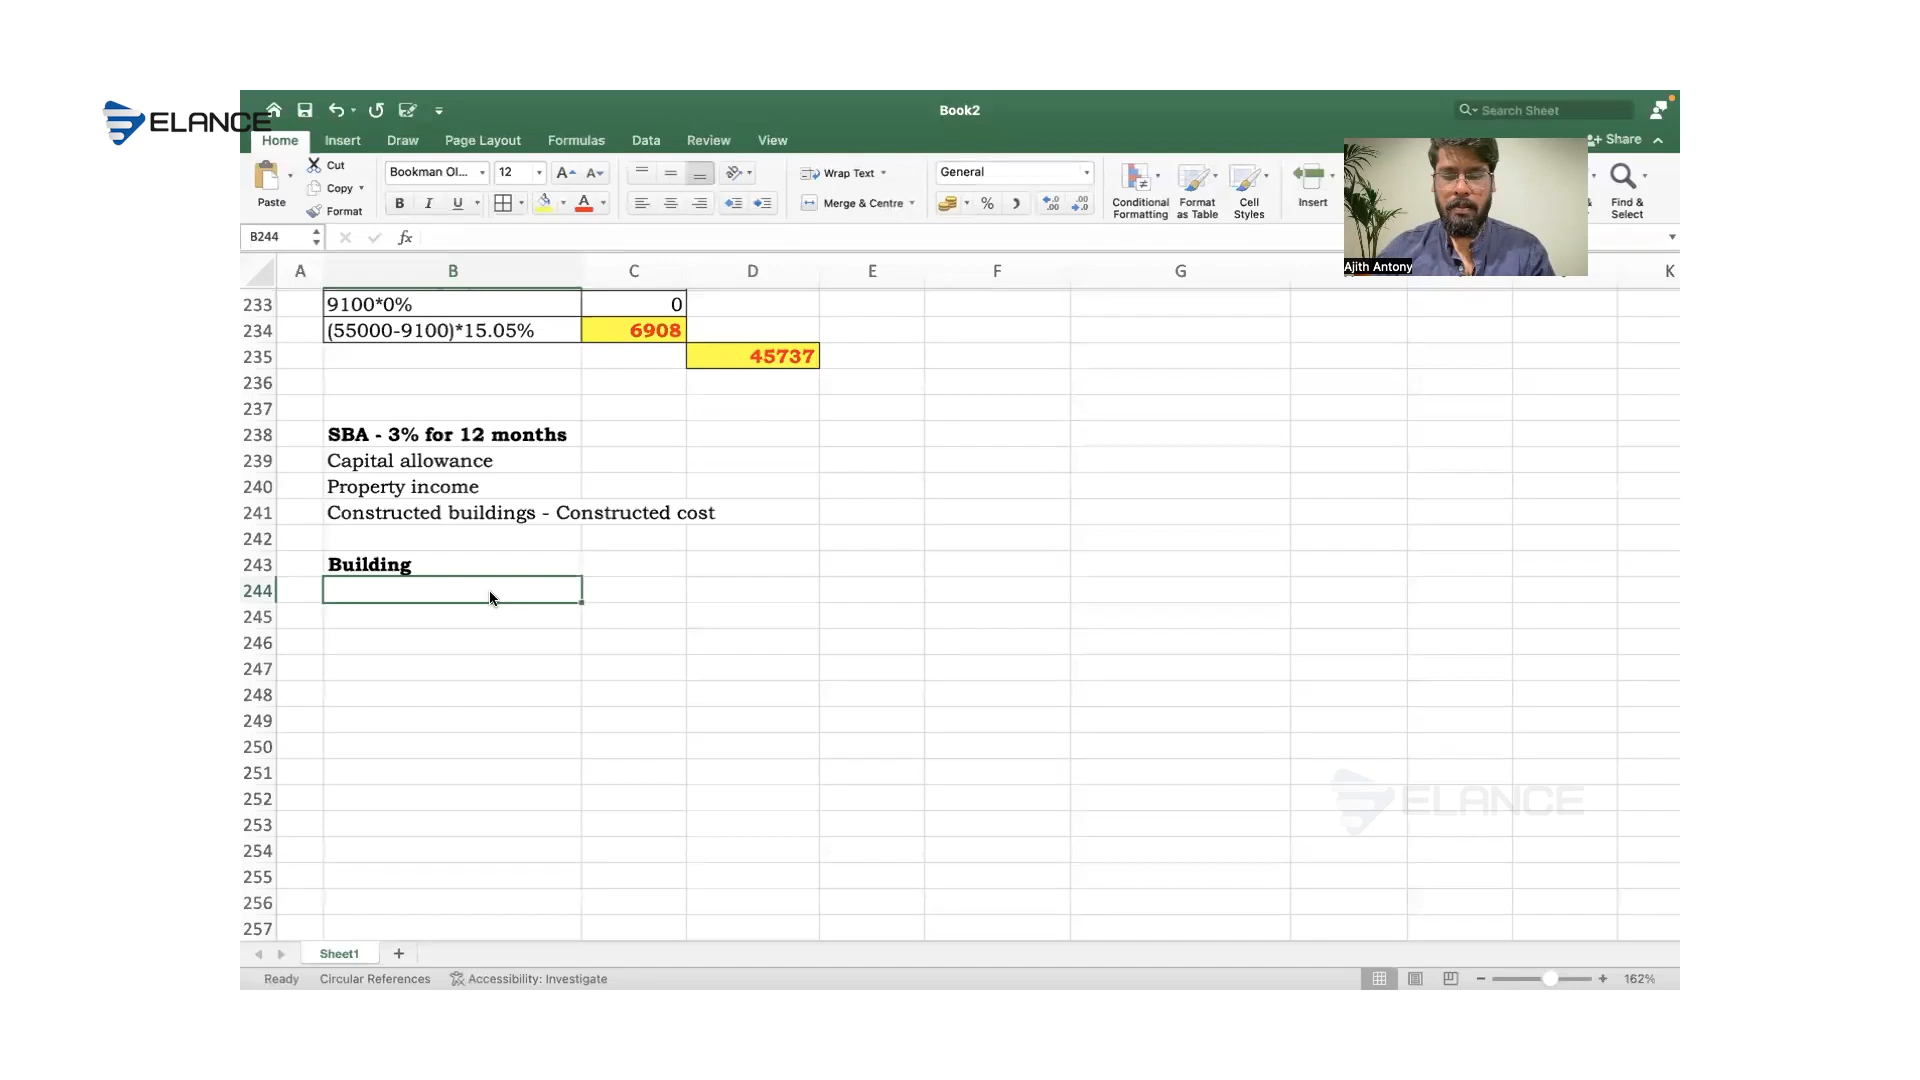 ELANCE
Book2
Search Sheet
Home Insert Draw Page Layout Formulas Data Review View
Share
Paste
Cut
Copy
Format
Bookman Ol... 12
B I U
Wrap Text
Merge & Centre
General
Conditional Formatting
Format as Table
Cell Styles
Insert
Find & Select
Ajith Antony
B244 fx
A B C D E F G K
233 9100*0% 0
234 (55000-9100)*15.05% 6908
235 45737
236
237
238 SBA - 3% for 12 months
239 Capital allowance
240 Property income
241 Constructed buildings - Constructed cost
242
243 Building
244
245
246
247
248
249
250
251
252
253
254
255
256
257
ELANCE
Sheet1
Ready Circular References Accessibility: Investigate 162%